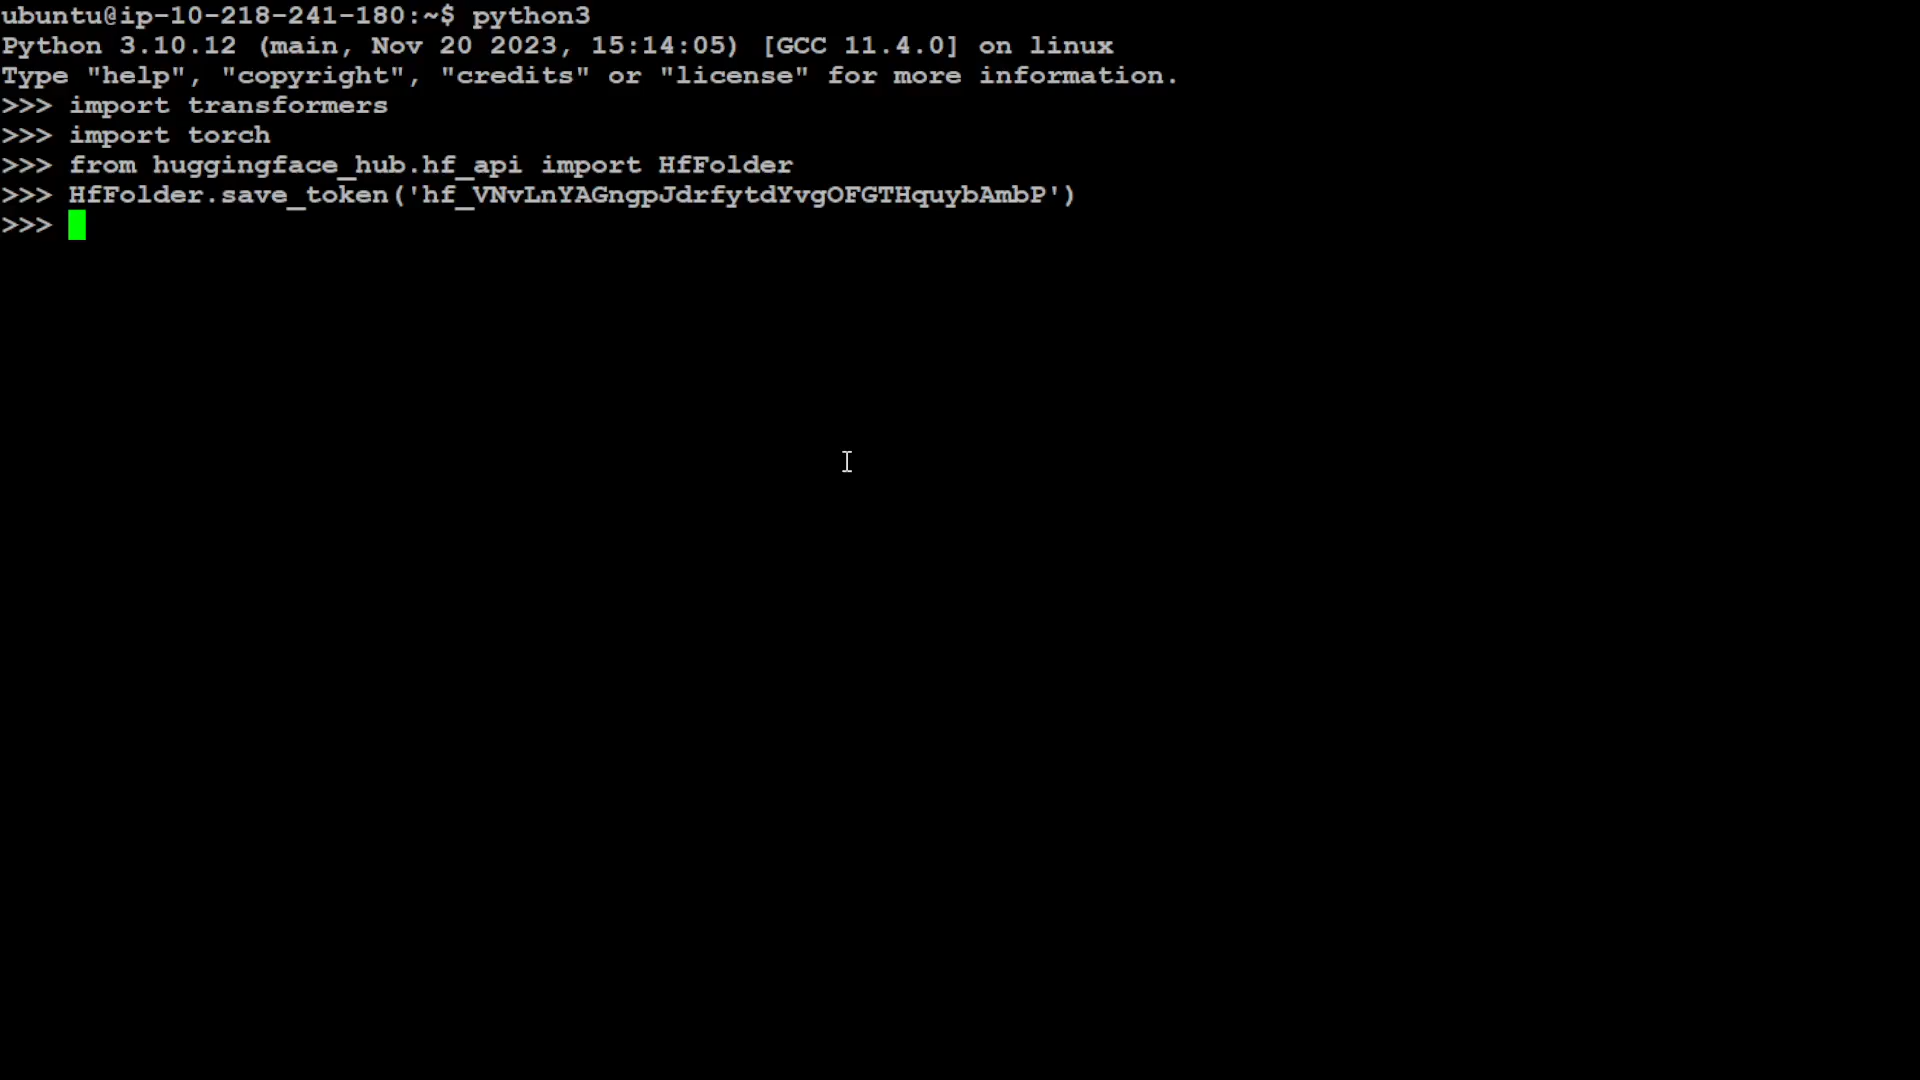 ubuntu@ip-10-218-241-180:~$ python3
Python 3.10.12 (main, Nov 20 2023, 15:14:05) [GCC 11.4.0] on linux
Type "help", "copyright", "credits" or "license" for more information.
>>> import transformers
>>> import torch
>>> from huggingface_hub.hf_api import HfFolder
>>> HfFolder.save_token('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')
>>>